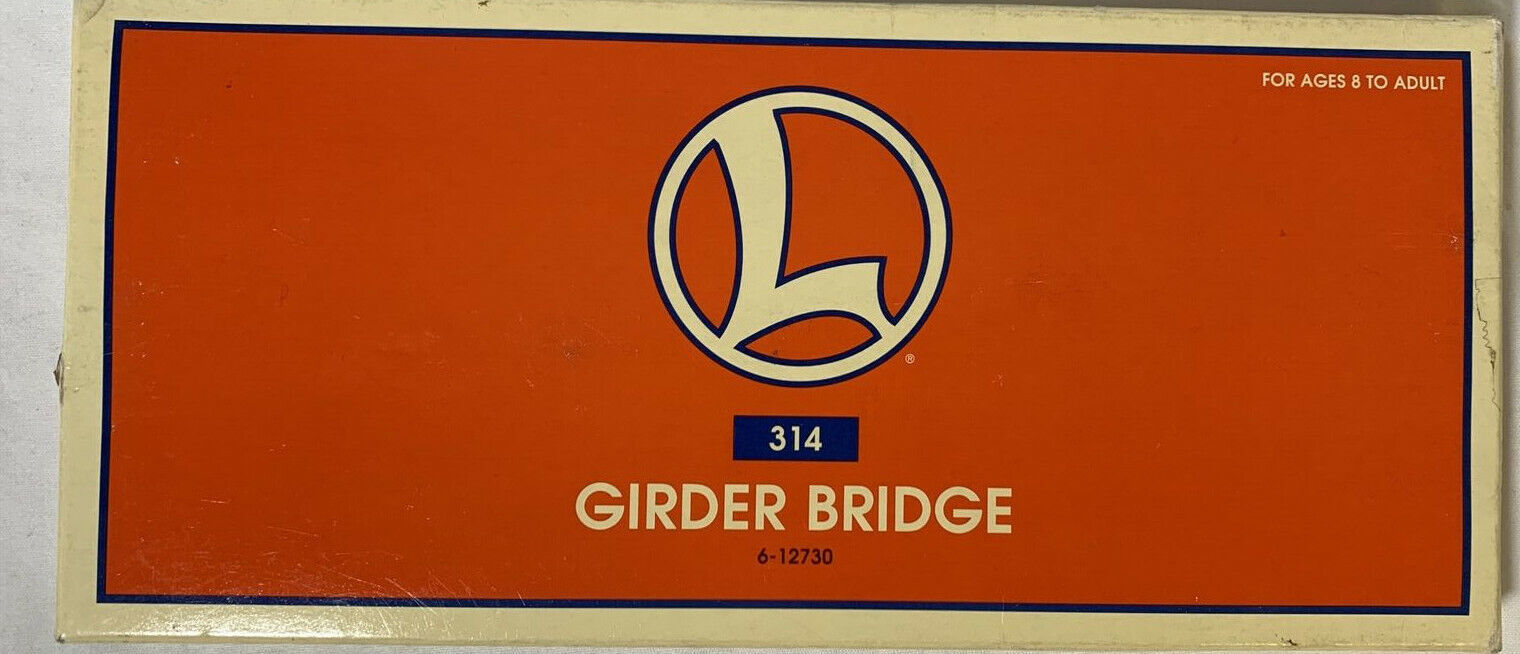 FOR AGES 8 TO ADULT
L
®
314
GIRDER BRIDGE
6-12730